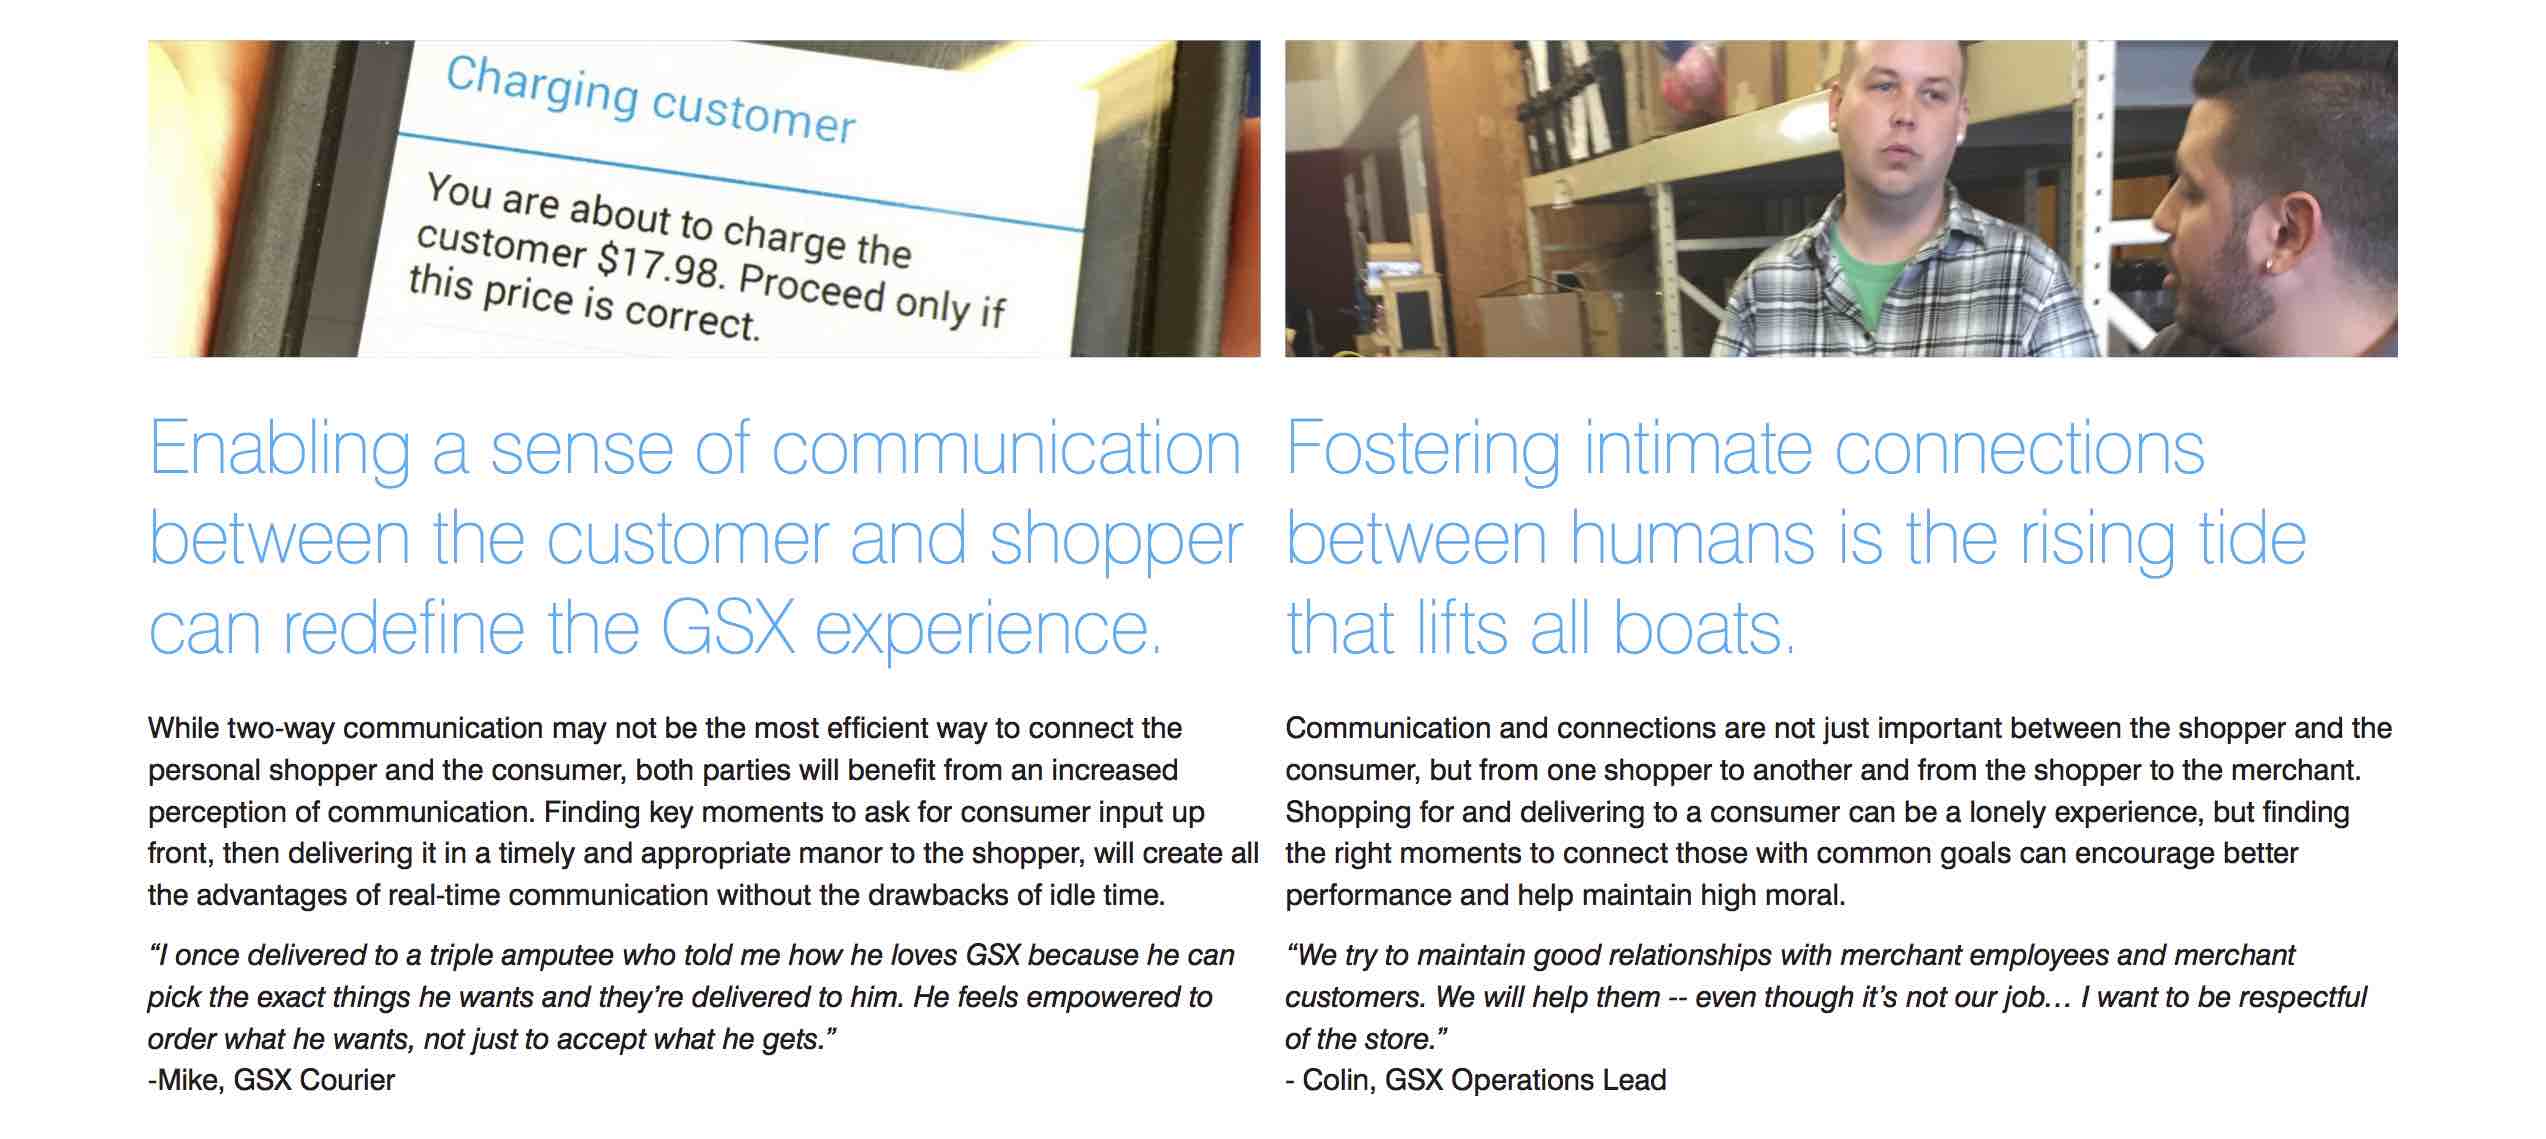 Charging customer
You are about to charge the
customer $17.98. Proceed only if
this price is correct.
Enabling a sense of communication
between the customer and shopper
can redefine the GSX experience.
While two-way communication may not be the most efficient way to connect the
personal shopper and the consumer, both parties will benefit from an increased
perception of communication. Finding key moments to ask for consumer input up
front, then delivering it in a timely and appropriate manor to the shopper, will create all
the advantages of real-time communication without the drawbacks of idle time.
“I once delivered to a triple amputee who told me how he loves GSX because he can
pick the exact things he wants and they’re delivered to him. He feels empowered to
order what he wants, not just to accept what he gets.”
-Mike, GSX Courier
Fostering intimate connections
between humans is the rising tide
that lifts all boats.
Communication and connections are not just important between the shopper and the
consumer, but from one shopper to another and from the shopper to the merchant.
Shopping for and delivering to a consumer can be a lonely experience, but finding
the right moments to connect those with common goals can encourage better
performance and help maintain high moral.
“We try to maintain good relationships with merchant employees and merchant
customers. We will help them -- even though it’s not our job… I want to be respectful
of the store.”
- Colin, GSX Operations Lead